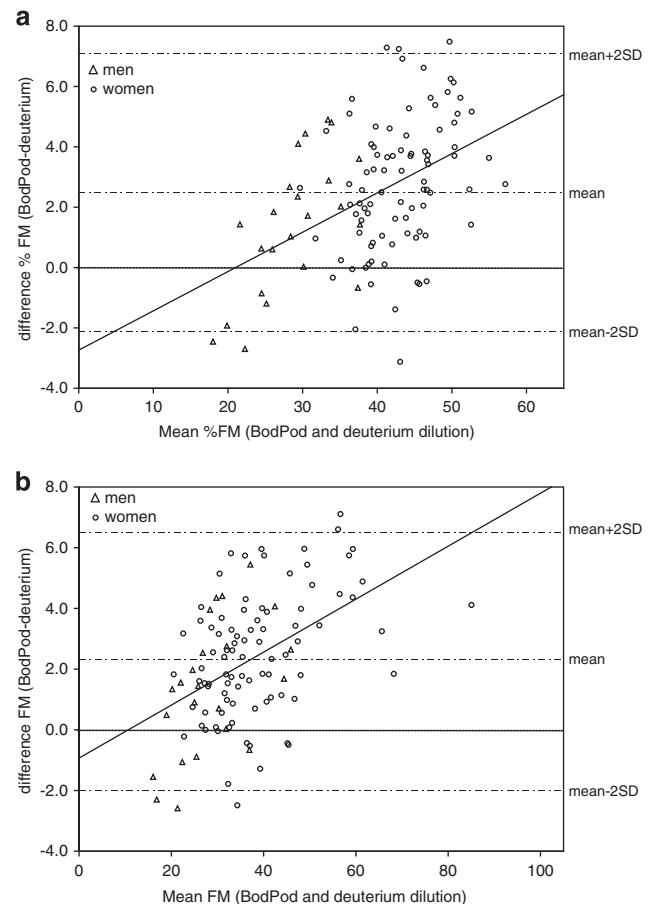 a
8.0
6.0
4.0
2.0
0.0
-2.0
-4.0
difference % FM (BodPod-deuterium)
men
women
mean+2SD
mean
mean-2SD
0 10 20 30 40 50 60
Mean %FM (BodPod and deuterium dilution)
b
8.0
6.0
4.0
2.0
0.0
-2.0
-4.0
difference FM (BodPod-deuterium)
men
women
mean+2SD
mean
mean-2SD
0 20 40 60 80 100
Mean FM (BodPod and deuterium dilution)